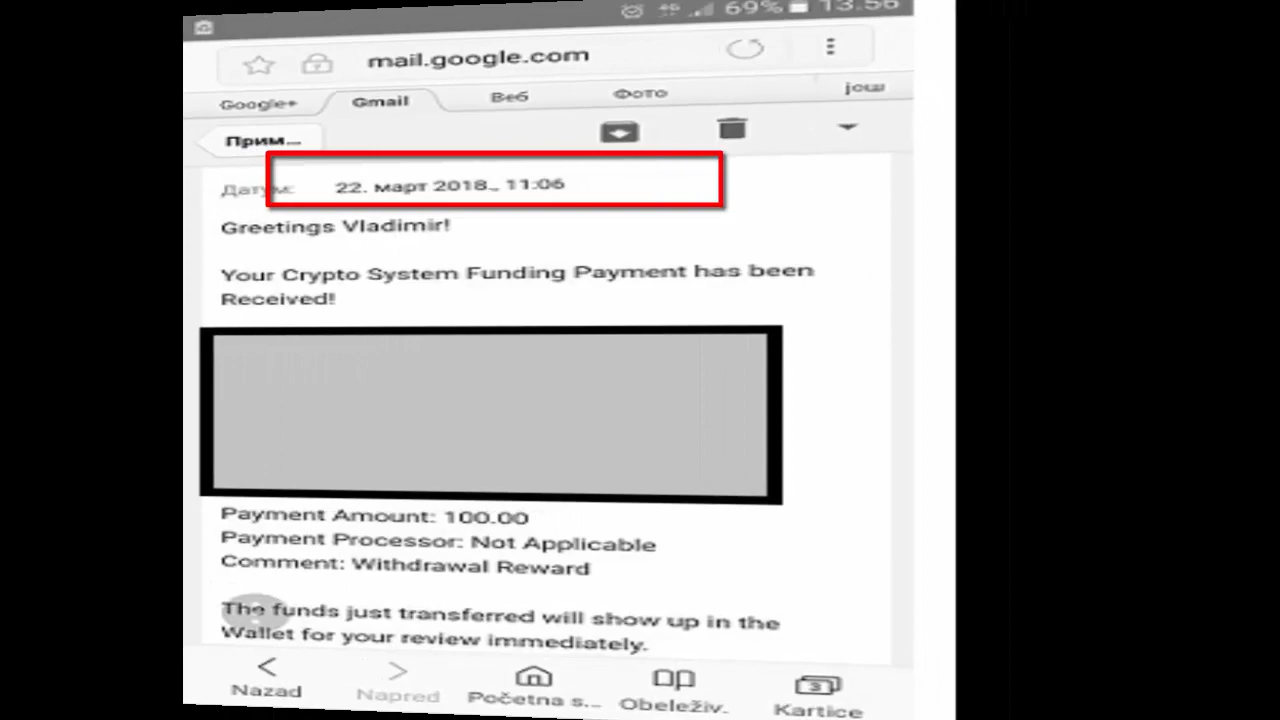 69% 13:56
mail.google.com
Google+ Gmail Веб Фото још
Прим...
Датум: 22. март 2018., 11:06
Greetings Vladimir!
Your Crypto System Funding Payment has been
Received!
Payment Amount: 100.00
Payment Processor: Not Applicable
Comment: Withdrawal Reward
The funds just transferred will show up in the
Wallet for your review immediately.
Nazad Napred Početna s... Obeleživ. Kartice
3